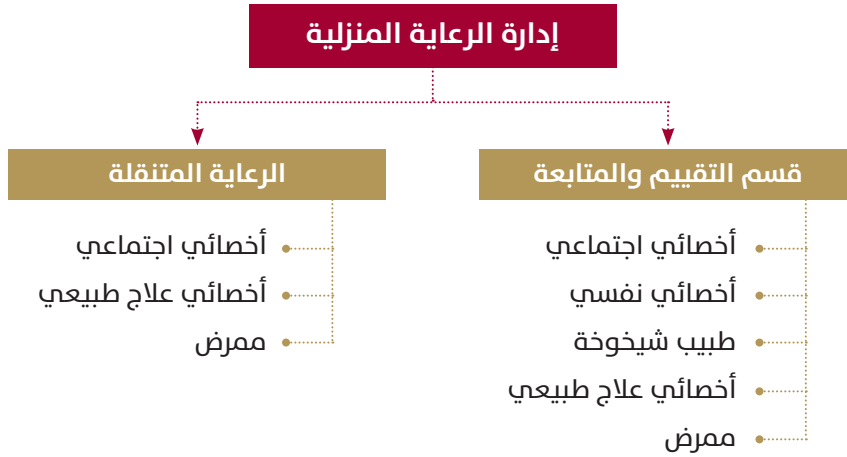 إدارة الرعاية المنزلية
قسم التقييم والمتابعة
أخصائي اجتماعي
أخصائي نفسي
طبيب شيخوخة
أخصائي علاج طبيعي
ممرض
الرعاية المتنقلة
أخصائي اجتماعي
أخصائي علاج طبيعي
ممرض